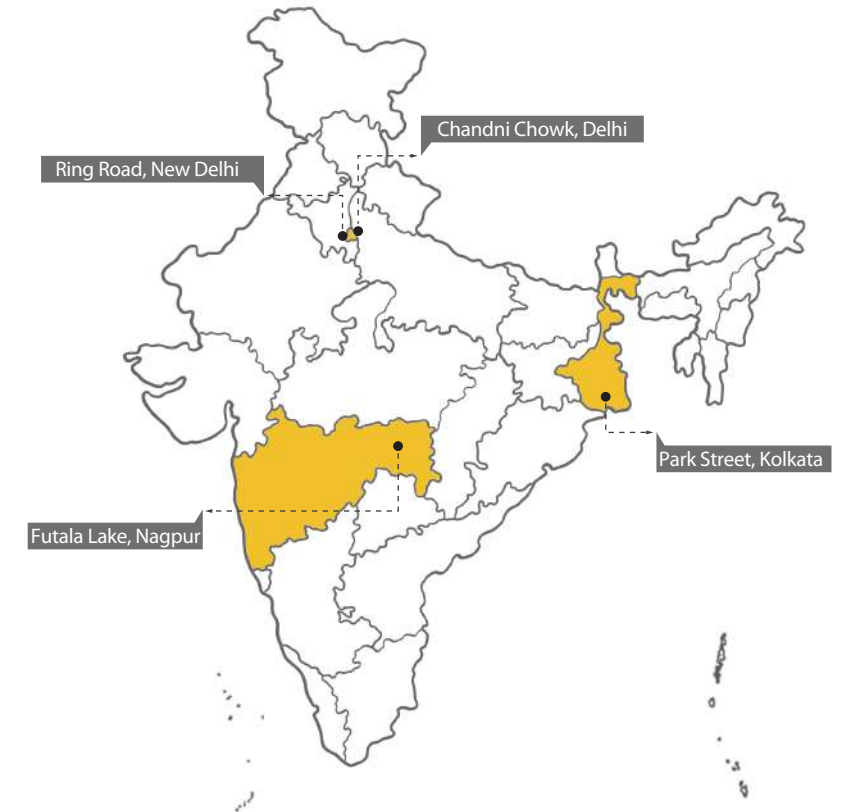 Chandni Chowk, Delhi
Ring Road, New Delhi
Park Street, Kolkata
Futala Lake, Nagpur